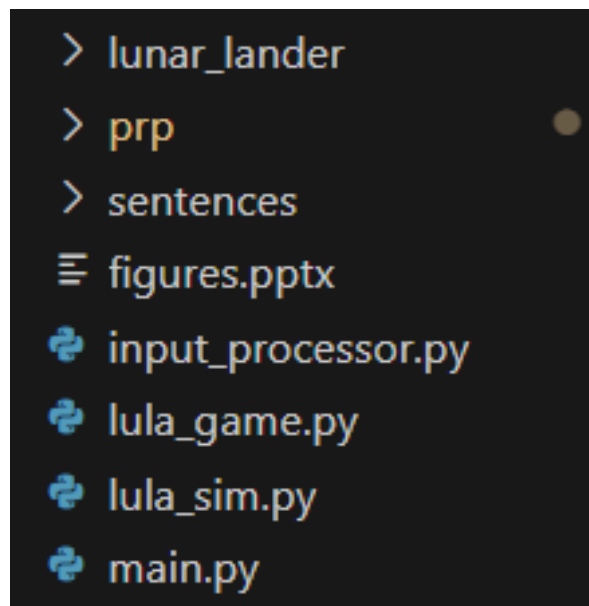 lunar_lander
prp
sentences
figures.pptx
input_processor.py
lula_game.py
lula_sim.py
main.py